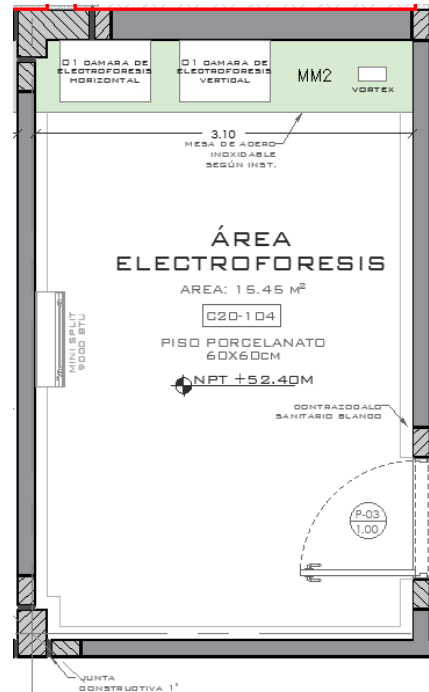 01 CAMARA DE
ELECTROFORESIS
HORIZONTAL
01 CAMARA DE
ELECTROFORESIS
VERTICAL
MM2
VORTEX
3.10
MESA DE ACERO
INOXIDABLE
SEGÚN INST.
ÁREA
ELECTROFORESIS
AREA: 15.45 M²
C20-104
PISO PORCELANATO
60X60CM
MINI SPLIT
9000 BTU
NPT +52.40M
CONTRAZOCALO
SANITARIO BLANCO
P-03
1.00
JUNTA
CONSTRUCTIVA 1"